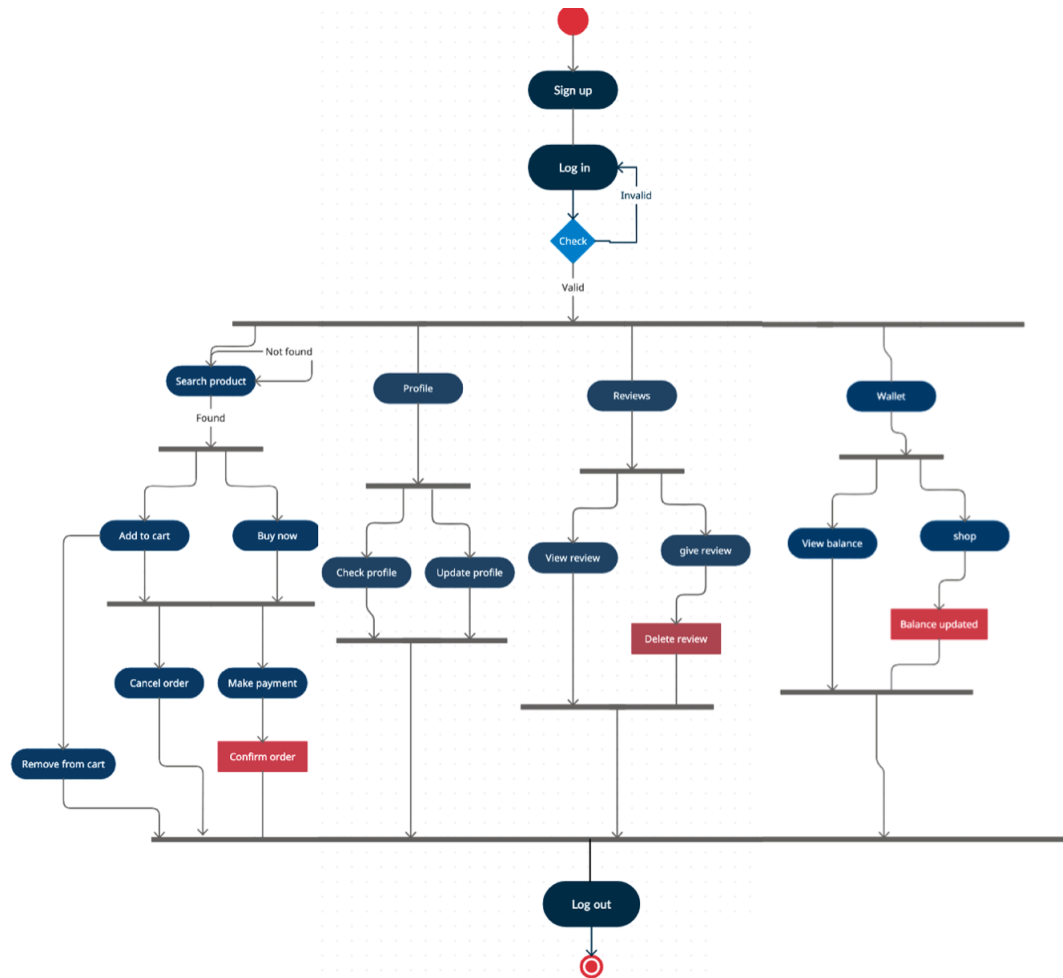 Sign up
Log in
Invalid
Check
Valid
Not found
Search product
Profile
Reviews
Wallet
Found
Add to cart
Buy now
View balance
shop
View review
give review
Check profile
Update profile
Balance updated
Delete review
Cancel order
Make payment
Confirm order
Remove from cart
Log out